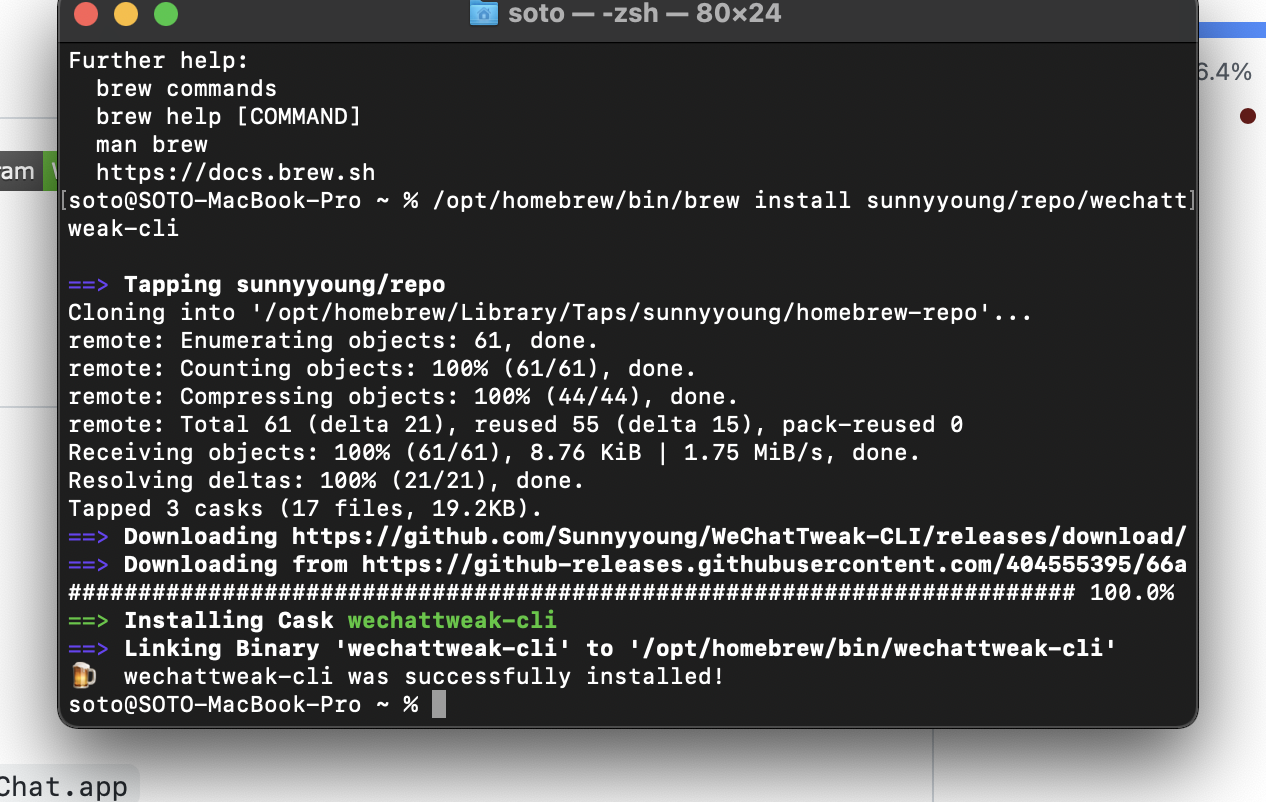 soto — -zsh — 80×24
Further help:
brew commands
brew help [COMMAND]
man brew
https://docs.brew.sh
[soto@SOTO-MacBook-Pro ~ % /opt/homebrew/bin/brew install sunnyyoung/repo/wechatt]
weak-cli
==> Tapping sunnyyoung/repo
Cloning into '/opt/homebrew/Library/Taps/sunnyyoung/homebrew-repo'...
remote: Enumerating objects: 61, done.
remote: Counting objects: 100% (61/61), done.
remote: Compressing objects: 100% (44/44), done.
remote: Total 61 (delta 21), reused 55 (delta 15), pack-reused 0
Receiving objects: 100% (61/61), 8.76 KiB | 1.75 MiB/s, done.
Resolving deltas: 100% (21/21), done.
Tapped 3 casks (17 files, 19.2KB).
==> Downloading https://github.com/Sunnyyoung/WeChatTweak-CLI/releases/download/
==> Downloading from https://github-releases.githubusercontent.com/404555395/66a
######################################################################## 100.0%
==> Installing Cask wechattweak-cli
==> Linking Binary 'wechattweak-cli' to '/opt/homebrew/bin/wechattweak-cli'
🍺 wechattweak-cli was successfully installed!
soto@SOTO-MacBook-Pro ~ %
6.4%
ram
Chat.app